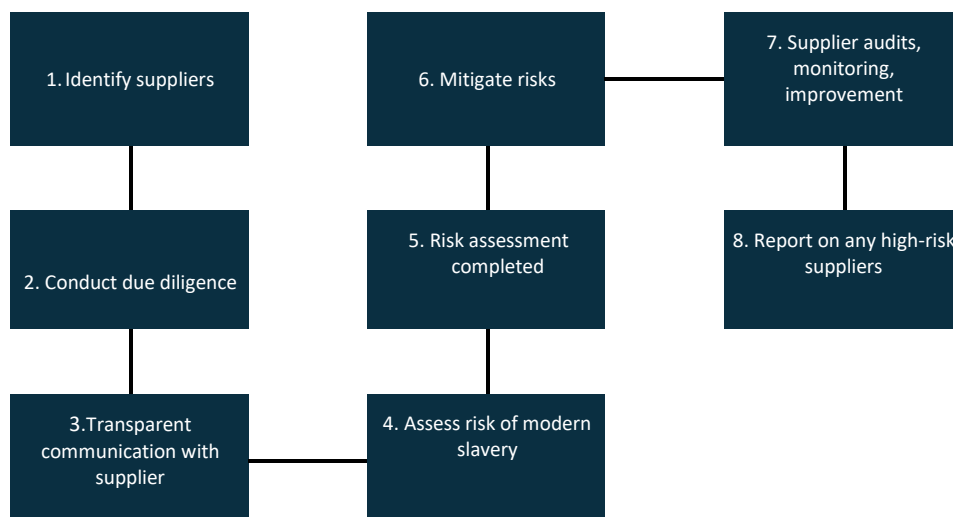 1. Identify suppliers
2. Conduct due diligence
3.Transparent
communication with
supplier
4. Assess risk of modern
slavery
5. Risk assessment
completed
6. Mitigate risks
7. Supplier audits,
monitoring,
improvement
8. Report on any high-risk
suppliers